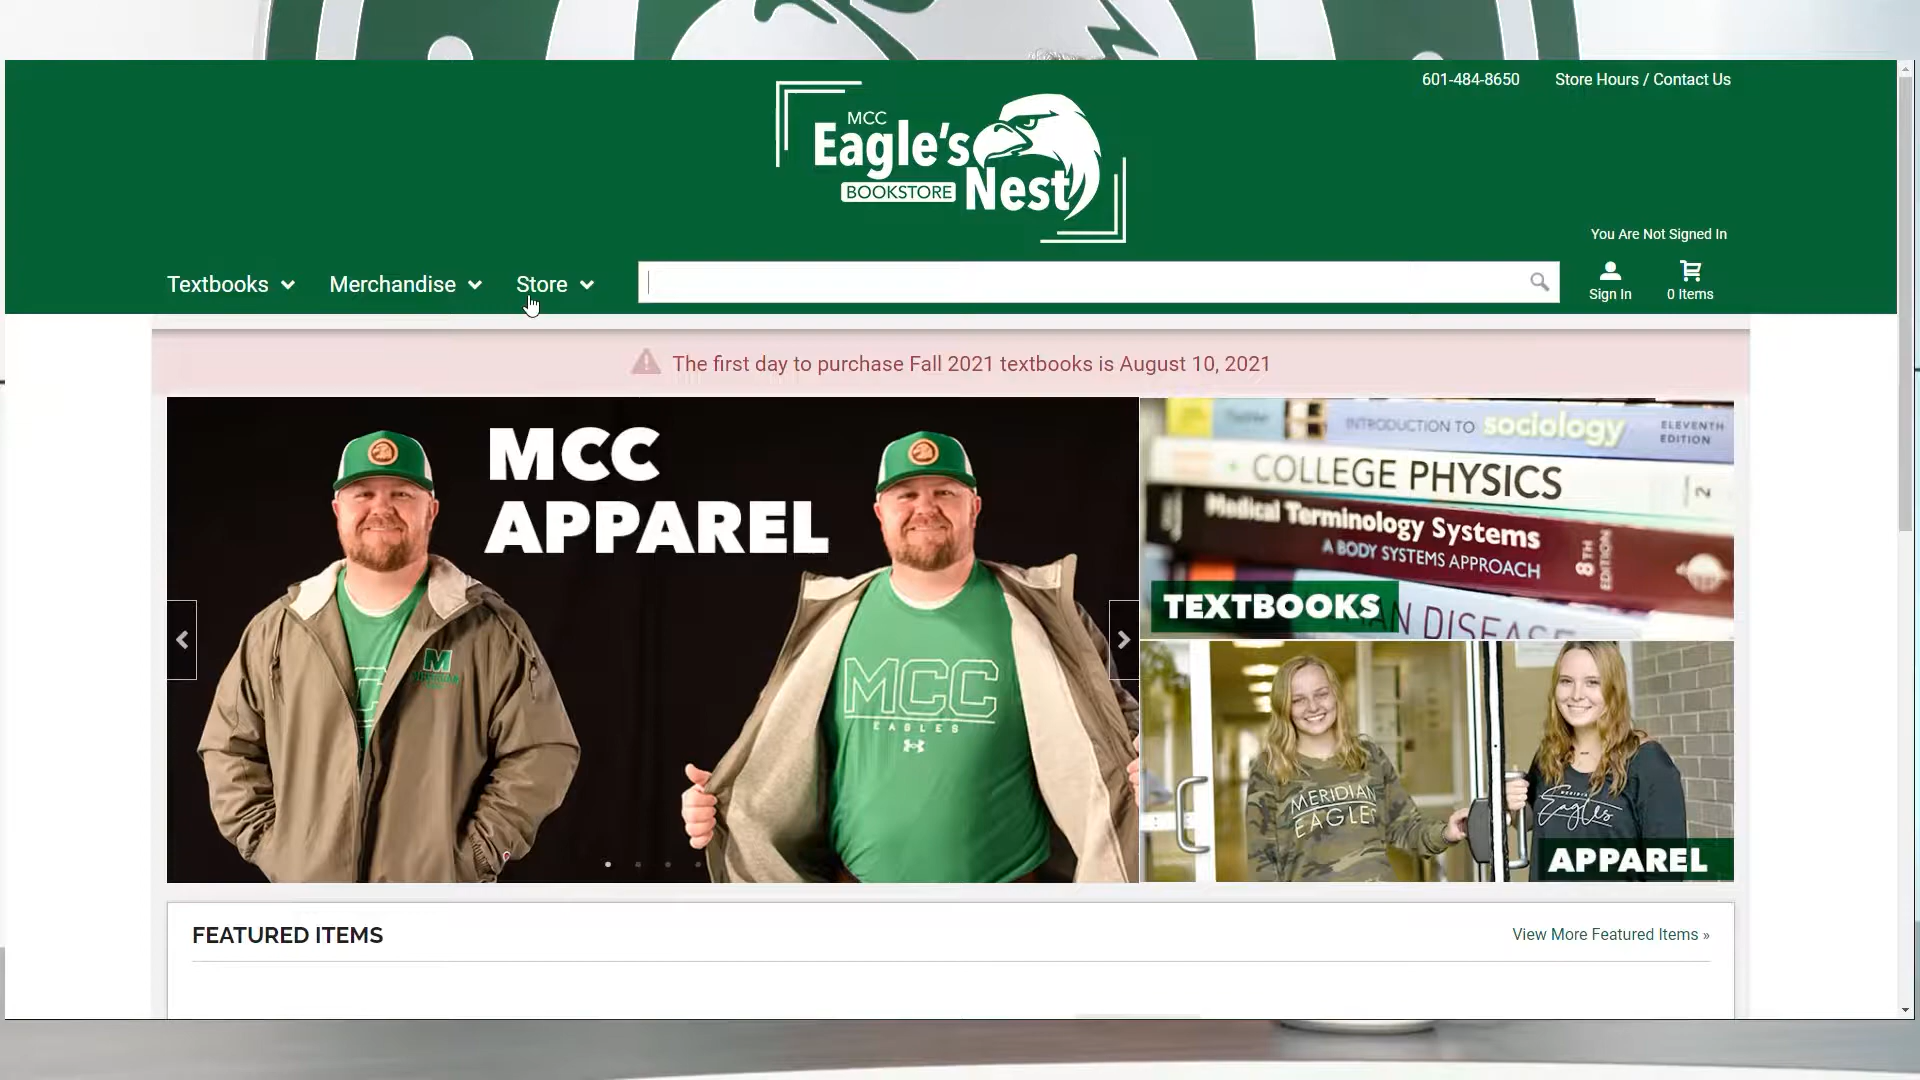 601-484-8650 Store Hours / Contact Us
MCC
Eagle's
BOOKSTORE Nest
You Are Not Signed In
Textbooks Merchandise Store
Sign In 0 Items
The first day to purchase Fall 2021 textbooks is August 10, 2021
MCC
APPAREL
M
MCC
EAGLES
INTRODUCTION TO sociology ELEVENTH
EDITION
COLLEGE PHYSICS 2
Medical Terminology Systems
A BODY SYSTEMS APPROACH
8TH
EDITION
TEXTBOOKS
MERIDIAN
EAGLES
Eagles
APPAREL
FEATURED ITEMS View More Featured Items »